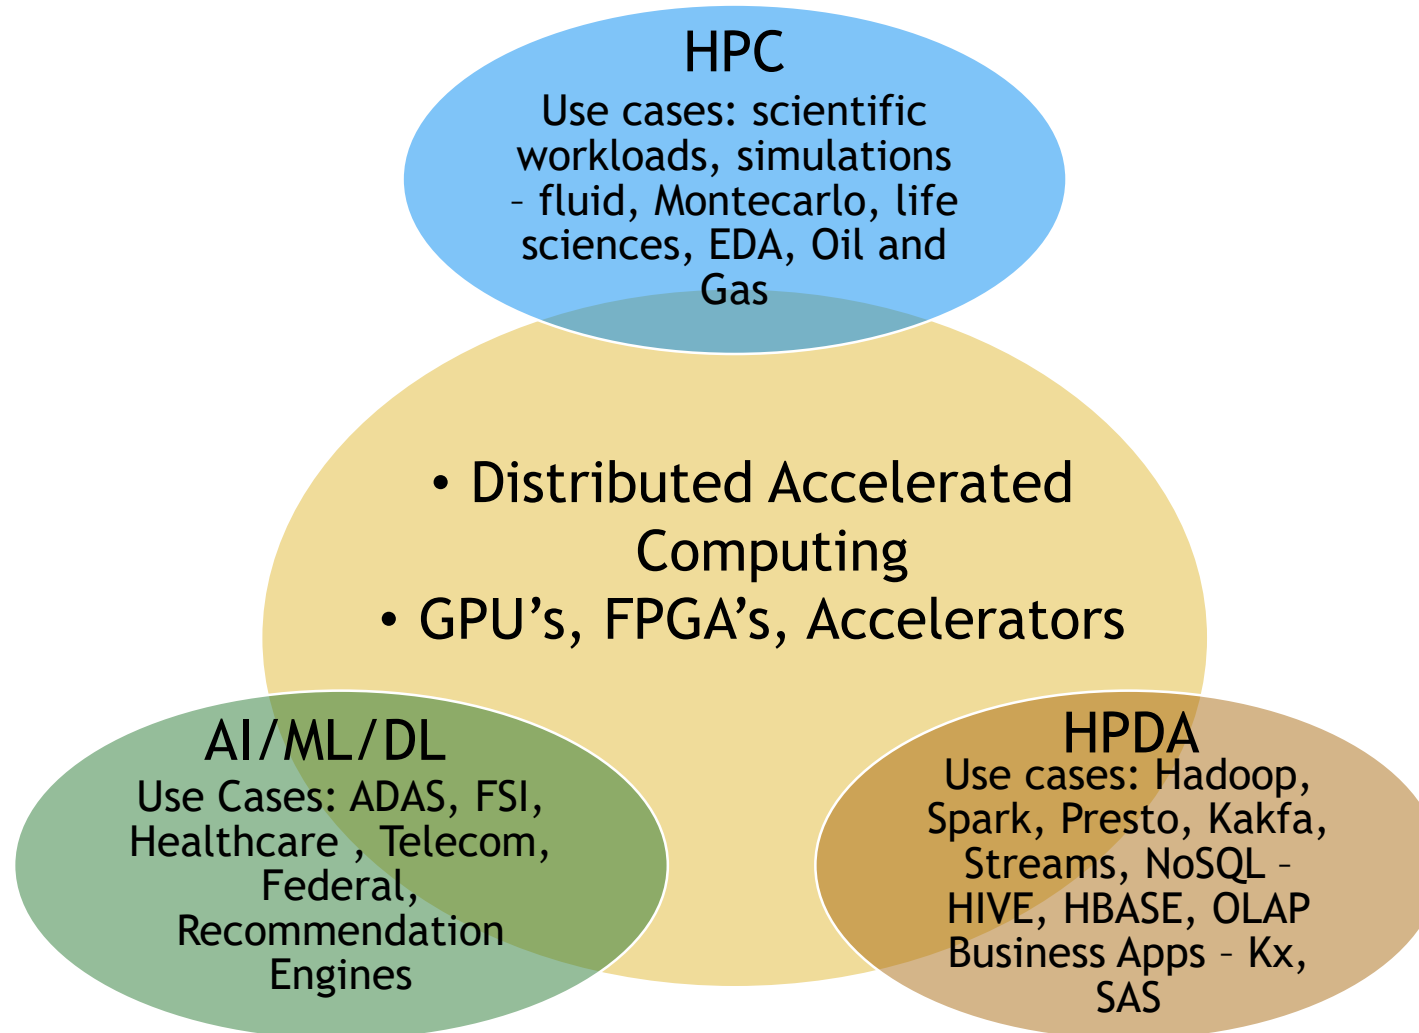 HPC
Use cases: scientific
workloads, simulations
– fluid, Montecarlo, life
sciences, EDA, Oil and
Gas
• Distributed Accelerated
Computing
• GPU’s, FPGA’s, Accelerators
AI/ML/DL
Use Cases: ADAS, FSI,
Healthcare , Telecom,
Federal,
Recommendation
Engines
HPDA
Use cases: Hadoop,
Spark, Presto, Kakfa,
Streams, NoSQL –
HIVE, HBASE, OLAP
Business Apps – Kx,
SAS